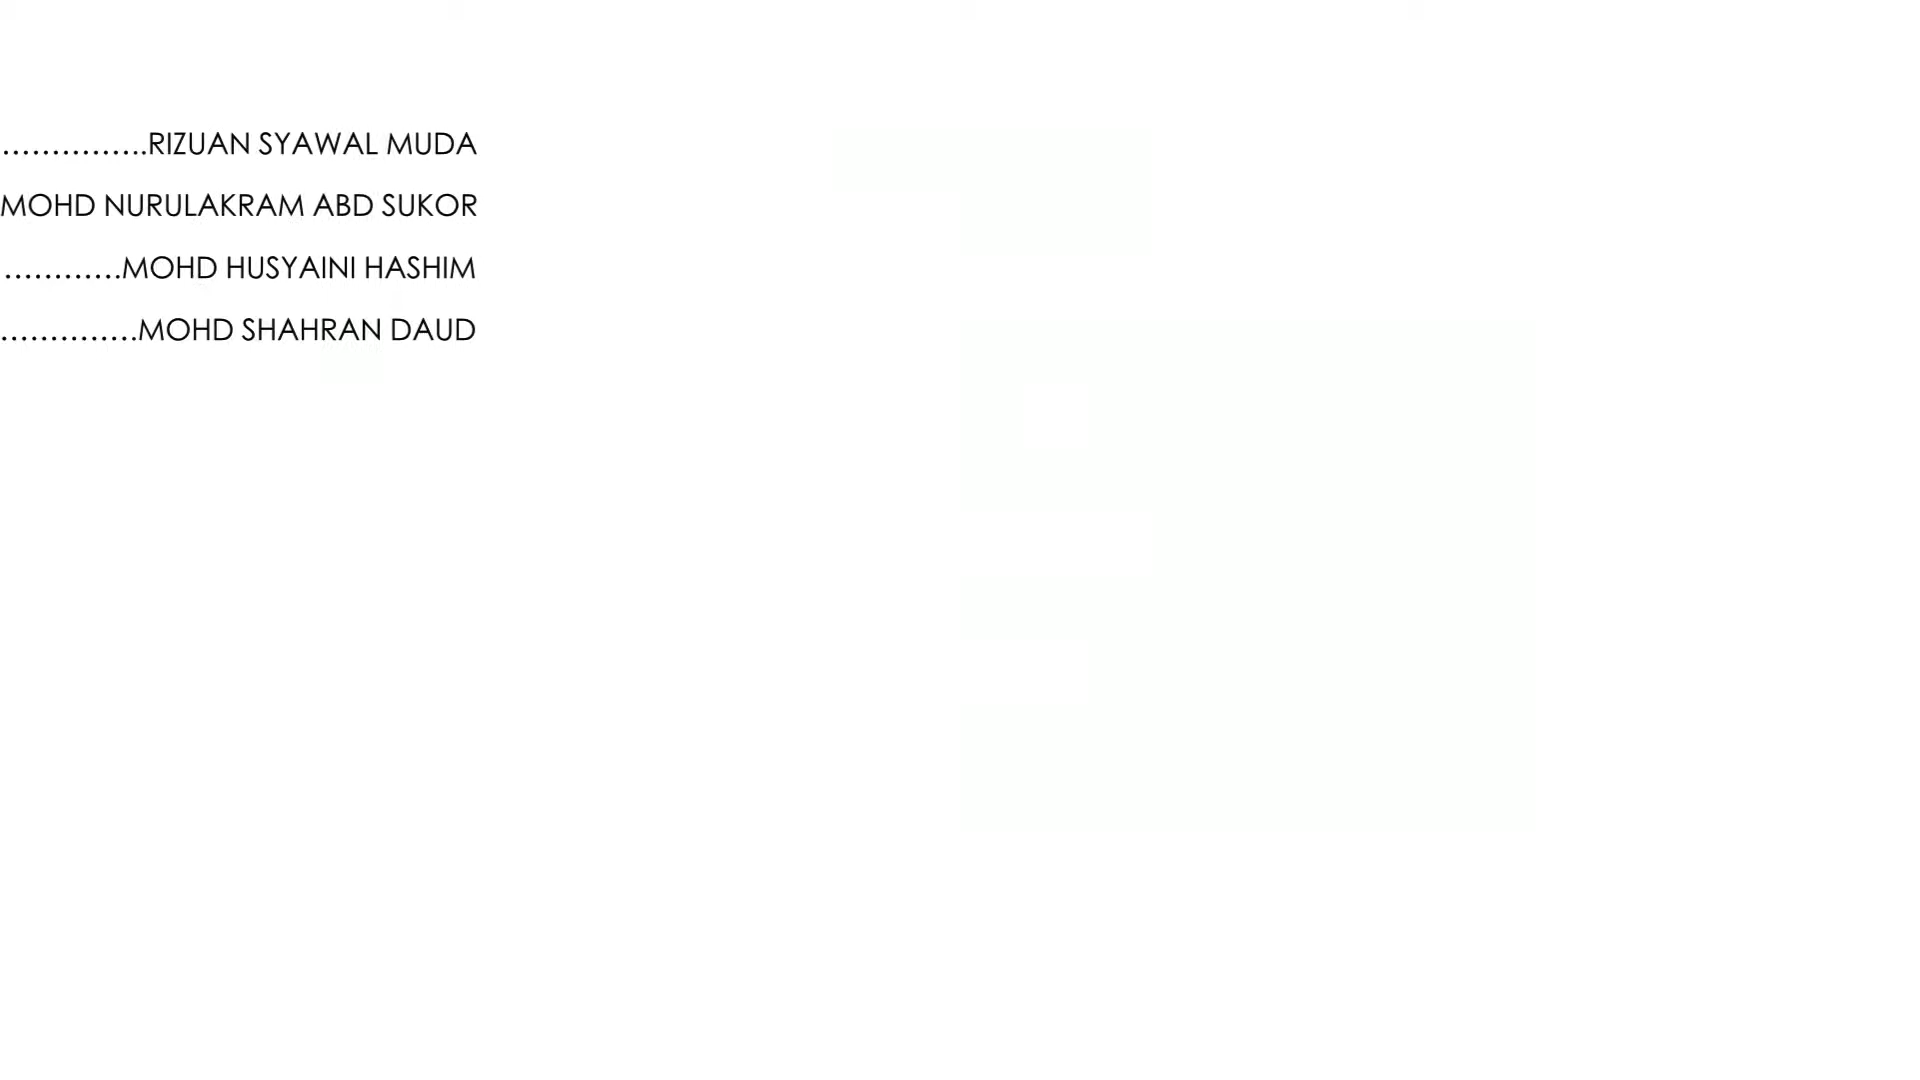 ...............RIZUAN SYAWAL MUDA
MOHD NURULAKRAM ABD SUKOR
............MOHD HUSYAINI HASHIM
..............MOHD SHAHRAN DAUD